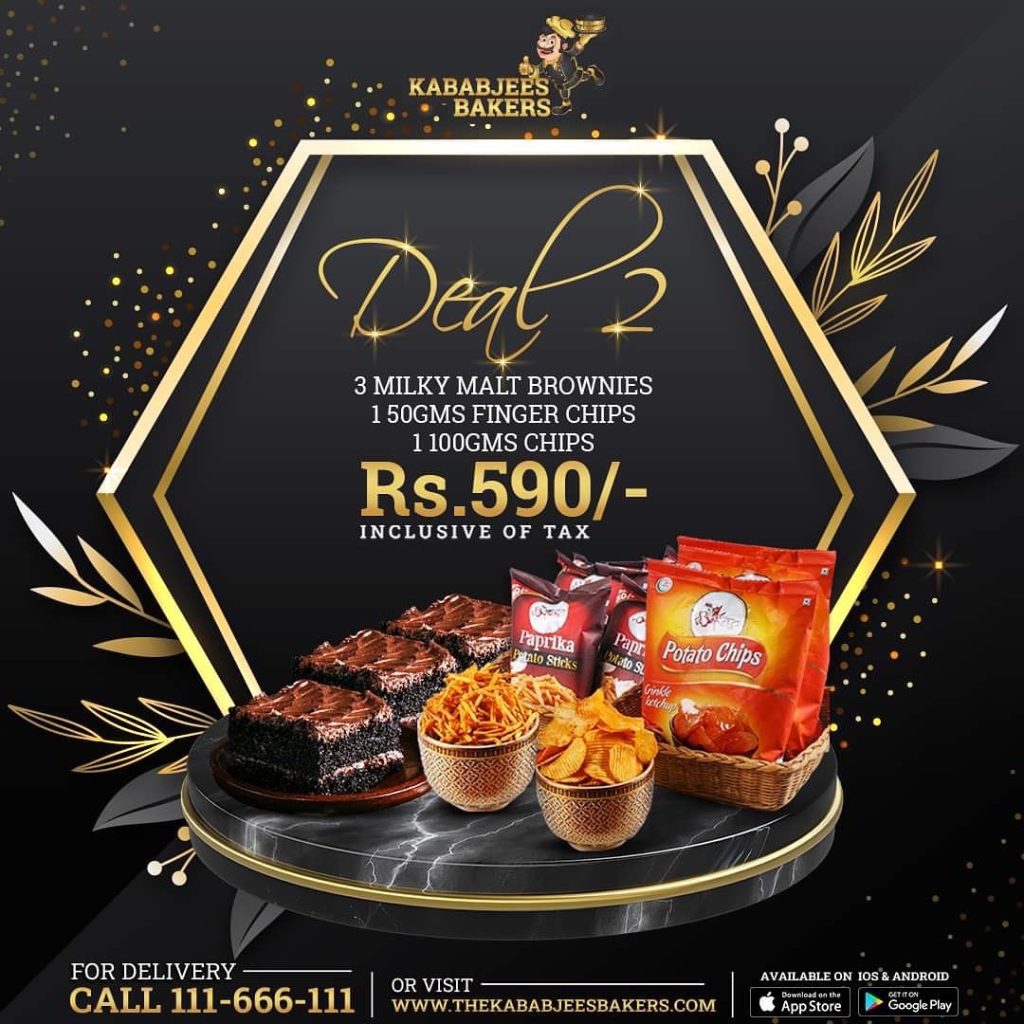 KABABJEES
BAKERS
Deal 2
3 MILKY MALT BROWNIES
1 50GMS FINGER CHIPS
1 100GMS CHIPS
Rs.590/-
INCLUSIVE OF TAX
Paprika
Potato Sticks
Potato Chips
Crinkle
ketchup
FOR DELIVERY
CALL 111-666-111
OR VISIT
WWW.THEKABABJEESBAKERS.COM
AVAILABLE ON IOS & ANDROID
Download on the
App Store
GET IT ON
Google Play